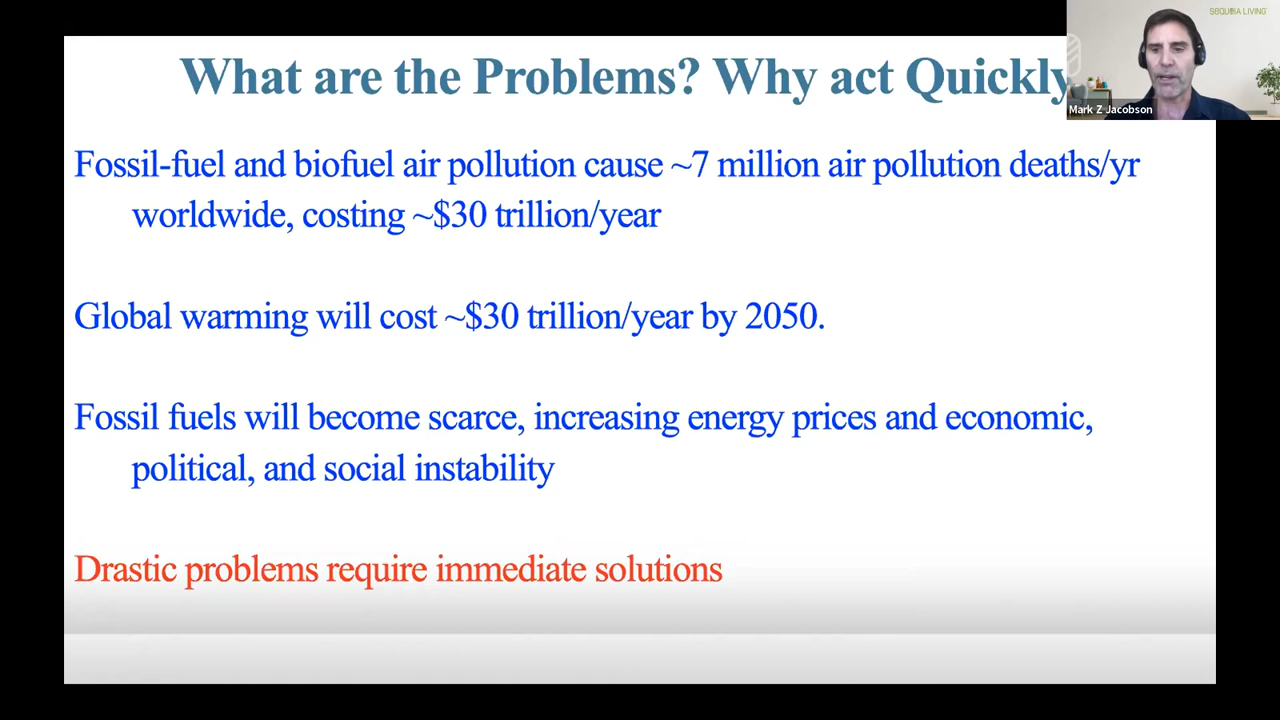 What are the Problems? Why act Quickly
SEQUOIA LIVING
Mark Z Jacobson
Fossil-fuel and biofuel air pollution cause ~7 million air pollution deaths/yr
worldwide, costing ~$30 trillion/year
Global warming will cost ~$30 trillion/year by 2050.
Fossil fuels will become scarce, increasing energy prices and economic,
political, and social instability
Drastic problems require immediate solutions